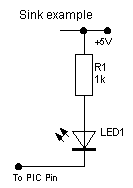 Sink example
+5V
R1
1k
LED1
To PIC Pin